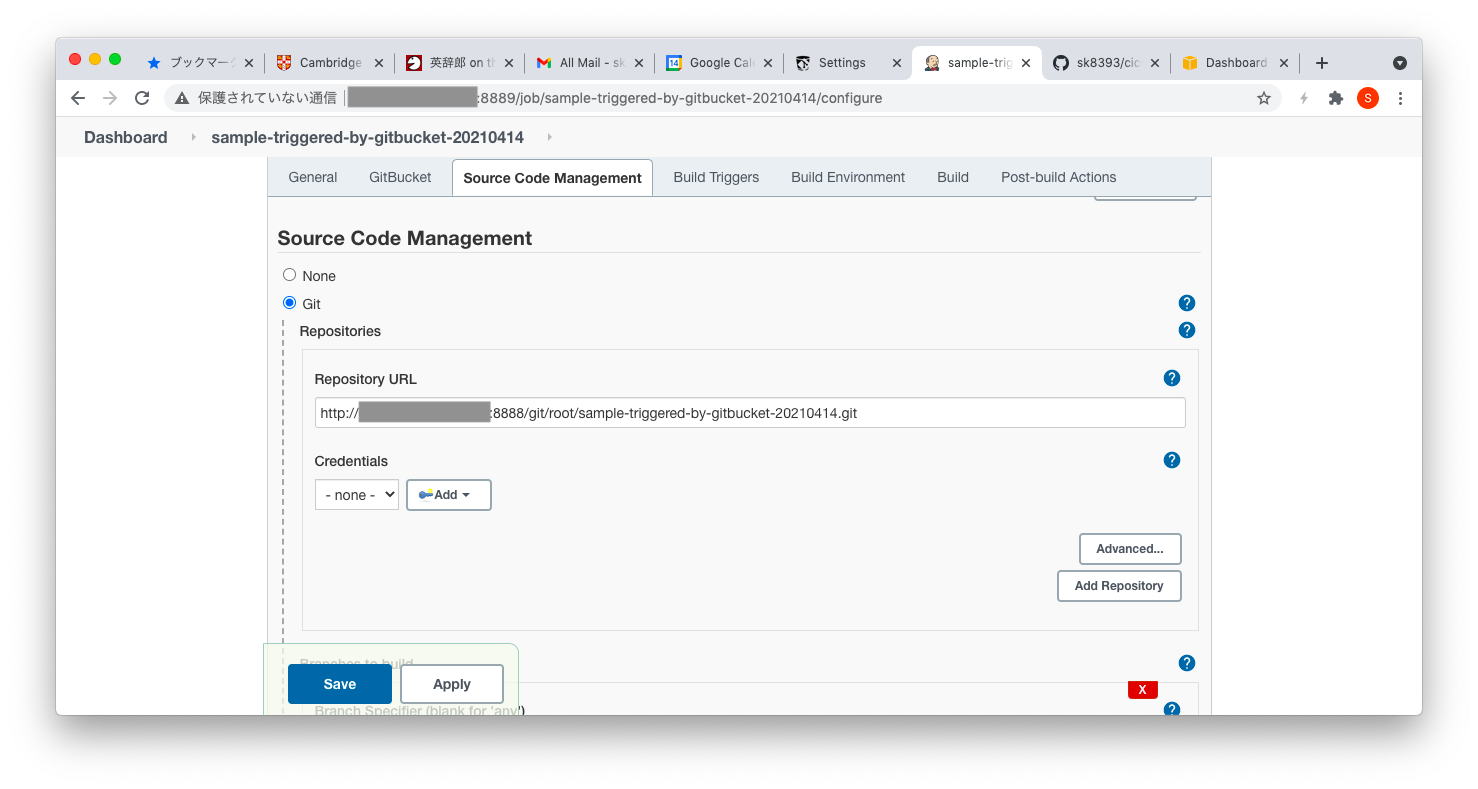 ブックマーク
Cambridge
英辞郎 on th
All Mail - sk
Google Cale
Settings
sample-trig
sk8393/cic
Dashboard
保護されていない通信
:8889/job/sample-triggered-by-gitbucket-20210414/configure
S
Dashboard
sample-triggered-by-gitbucket-20210414
General
GitBucket
Source Code Management
Build Triggers
Build Environment
Build
Post-build Actions
Source Code Management
None
Git
?
Repositories
?
Repository URL
?
http://
:8888/git/root/sample-triggered-by-gitbucket-20210414.git
Credentials
?
- none -
Add
Advanced...
Add Repository
Branches to build
?
Save
Apply
X
Branch Specifier (blank for 'any')
?